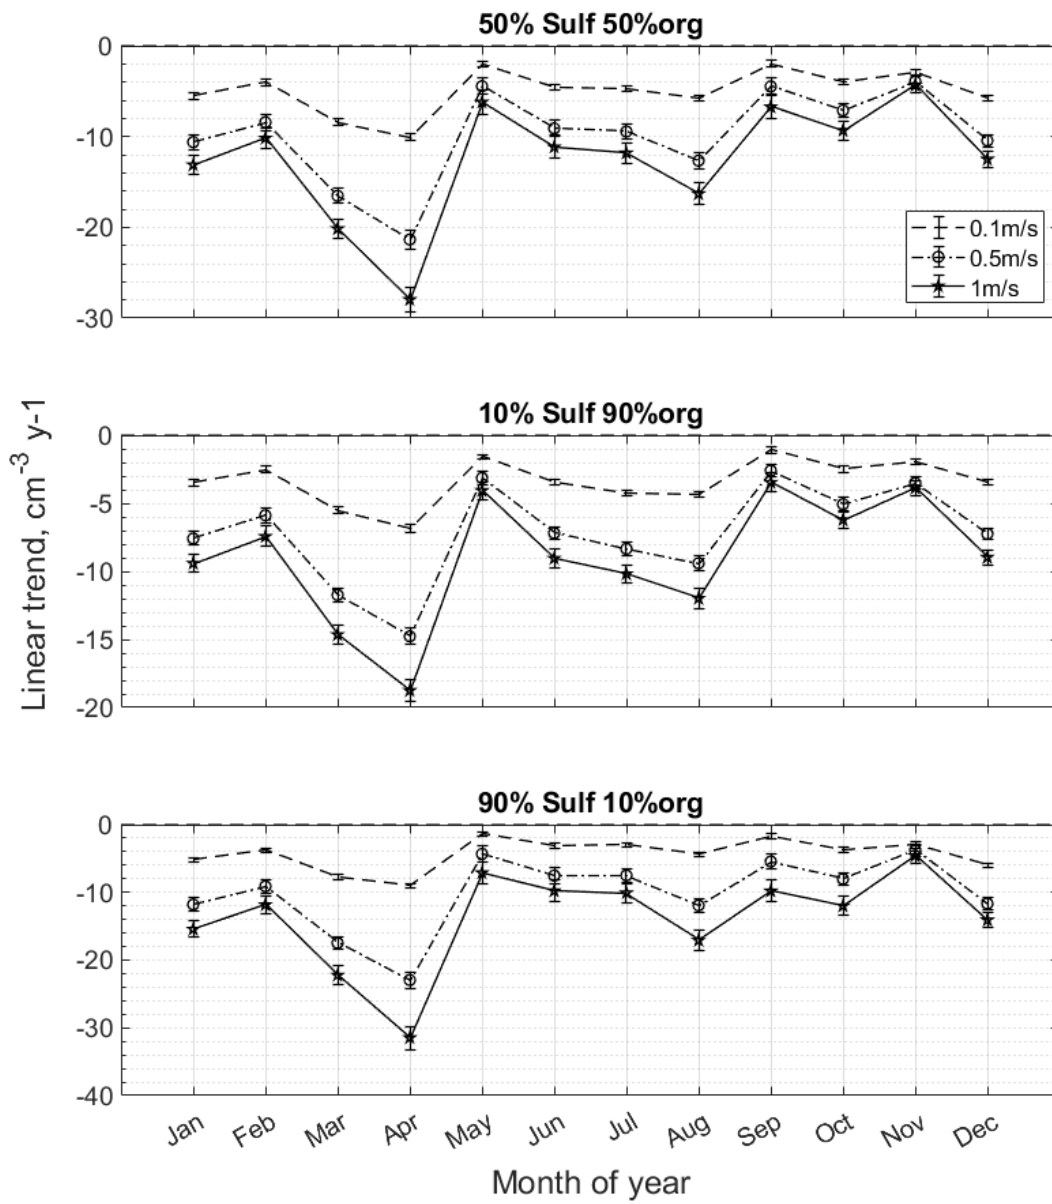 50% Sulf 50%org
0
-10
-20
-30
0.1m/s
0.5m/s
1m/s
10% Sulf 90%org
0
-5
-10
-15
-20
Linear trend, cm-3 y-1
90% Sulf 10%org
0
-10
-20
-30
-40
Jan Feb Mar Apr May Jun Jul Aug Sep Oct Nov Dec
Month of year